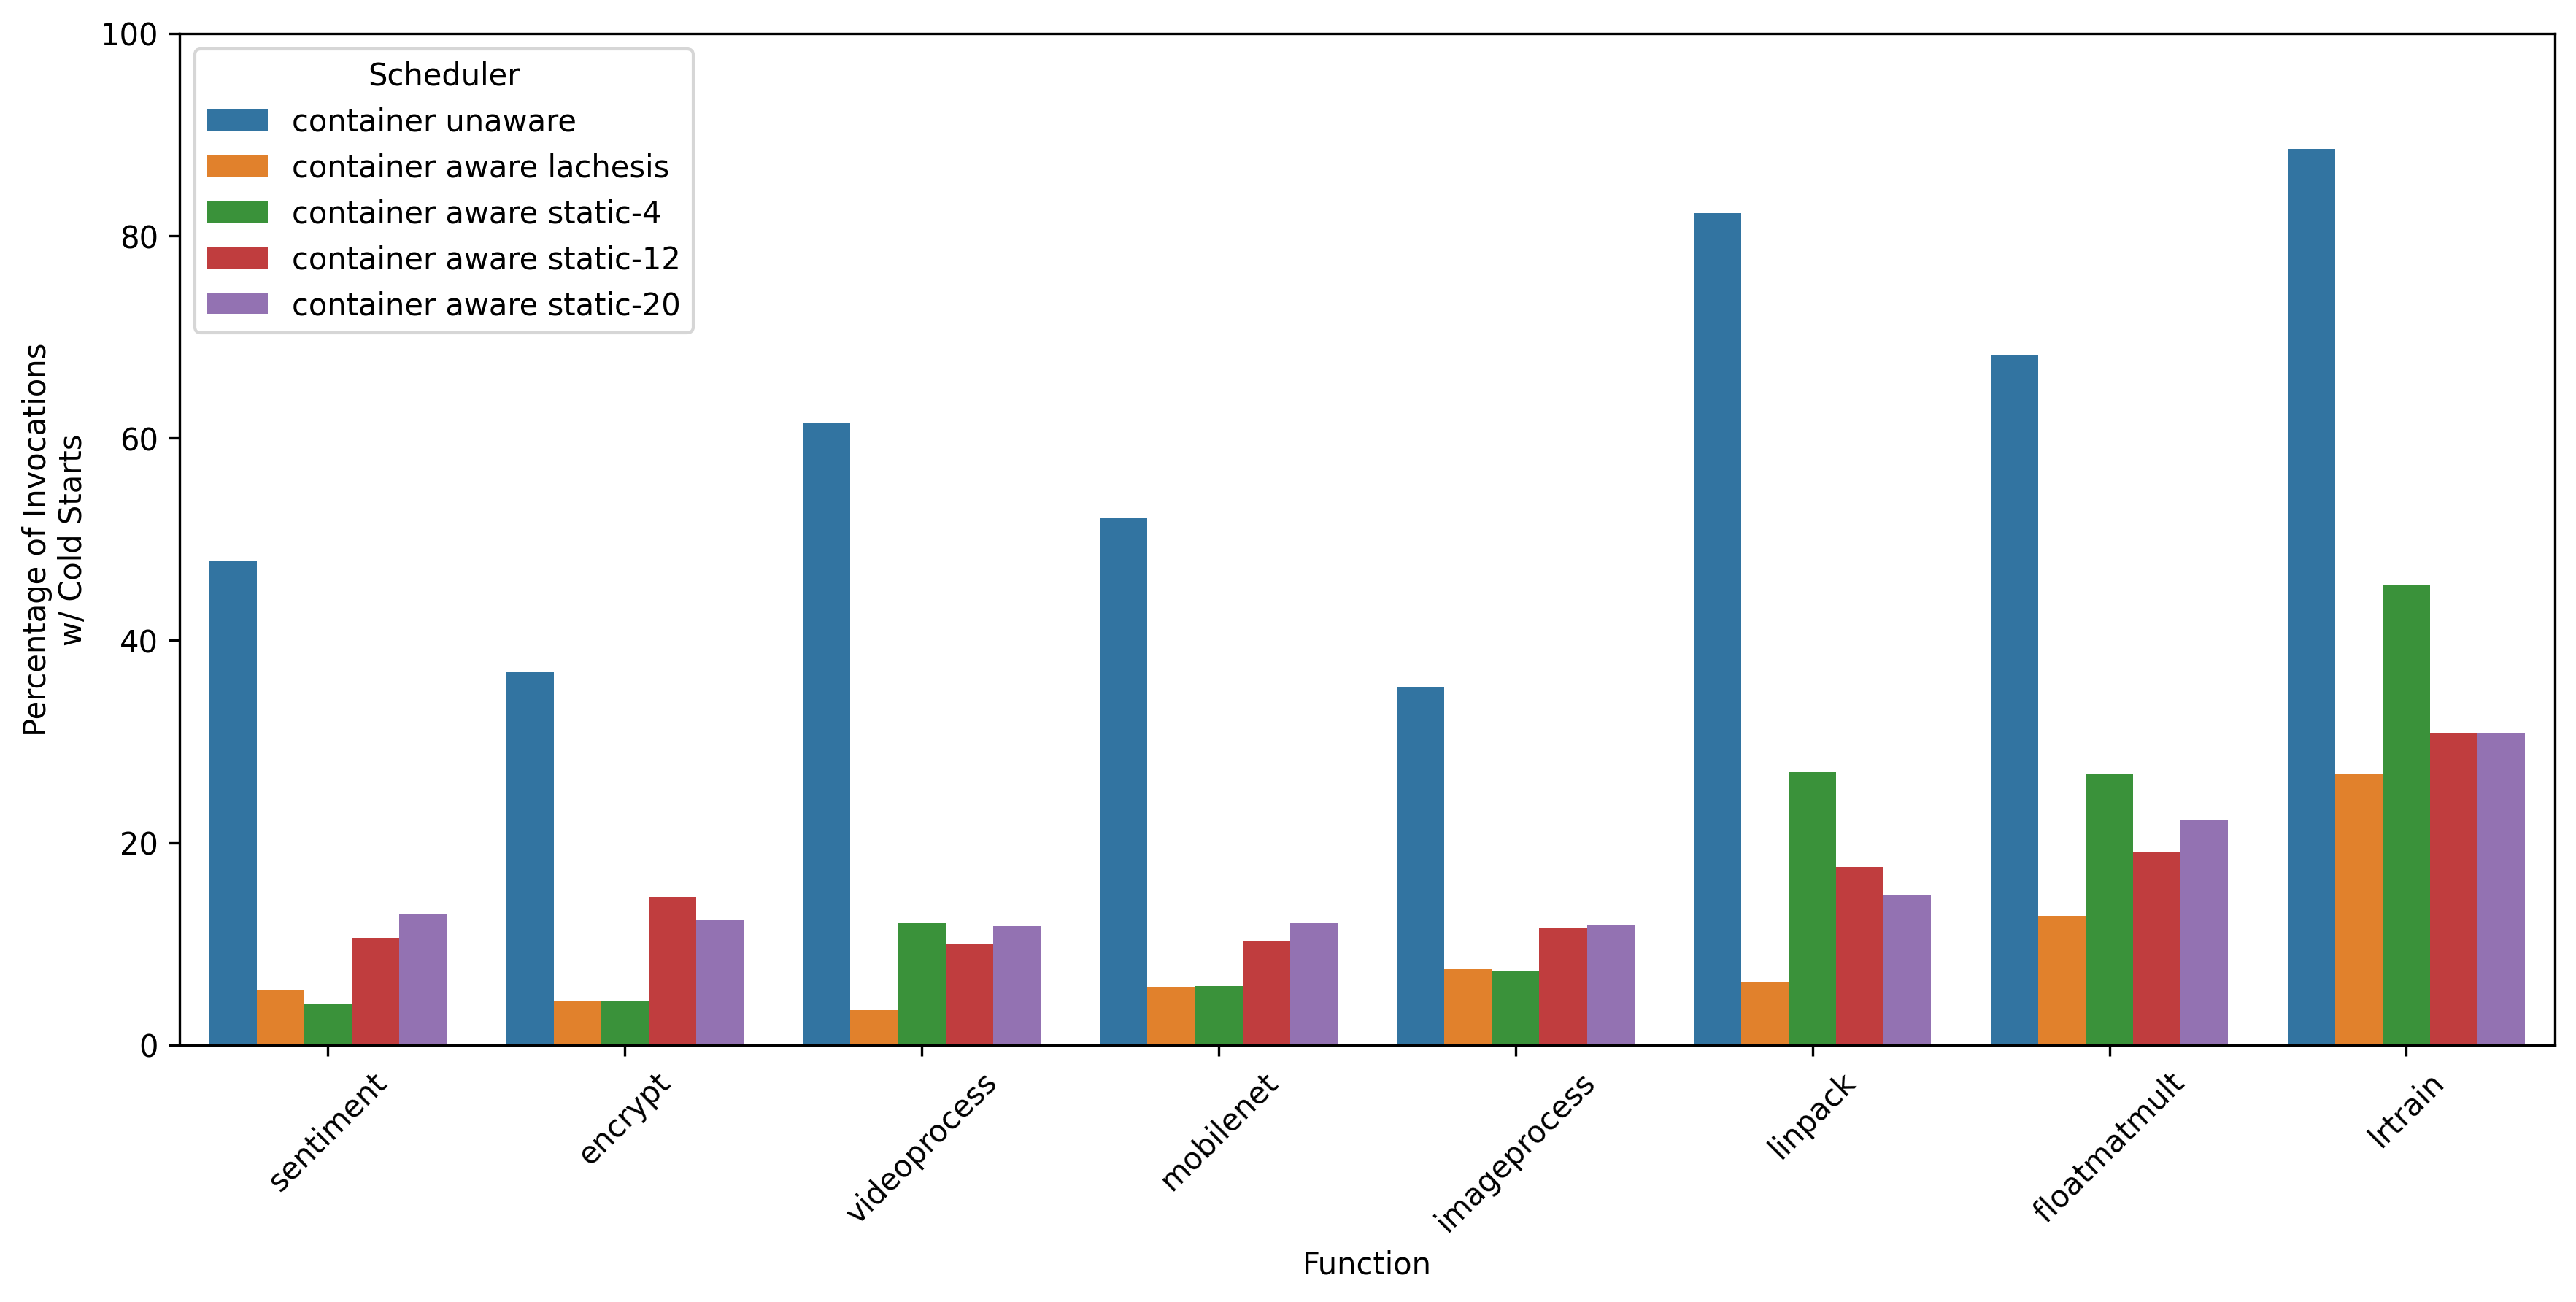 Scheduler
container unaware
container aware lachesis
container aware static-4
container aware static-12
container aware static-20
Percentage of Invocations
w/ Cold Starts
100
80
60
40
20
0
sentiment
encrypt
videoprocess
mobilenet
imageprocess
linpack
floatmatmult
lrtrain
Function